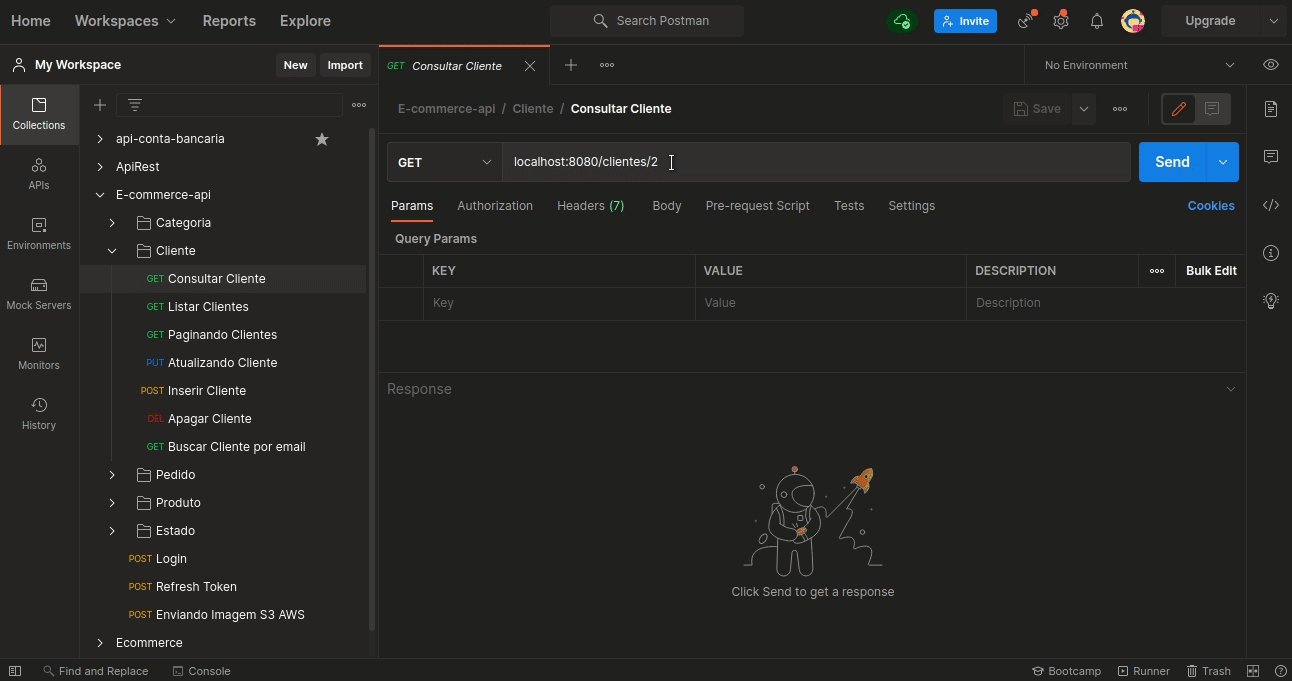 Home Workspaces Reports Explore Search Postman Invite Upgrade
My Workspace New Import GET Consultar Cliente No Environment
Collections
APIs
Environments
Mock Servers
Monitors
History
api-conta-bancaria
ApiRest
E-commerce-api
Categoria
Cliente
GET Consultar Cliente
GET Listar Clientes
GET Paginando Clientes
PUT Atualizando Cliente
POST Inserir Cliente
DEL Apagar Cliente
GET Buscar Cliente por email
Pedido
Produto
Estado
POST Login
POST Refresh Token
POST Enviando Imagem S3 AWS
Ecommerce
E-commerce-api / Cliente / Consultar Cliente Save
GET localhost:8080/clientes/2 Send
Params Authorization Headers (7) Body Pre-request Script Tests Settings Cookies
Query Params
KEY VALUE DESCRIPTION Bulk Edit
Key Value Description
Response
Click Send to get a response
Find and Replace Console Bootcamp Runner Trash